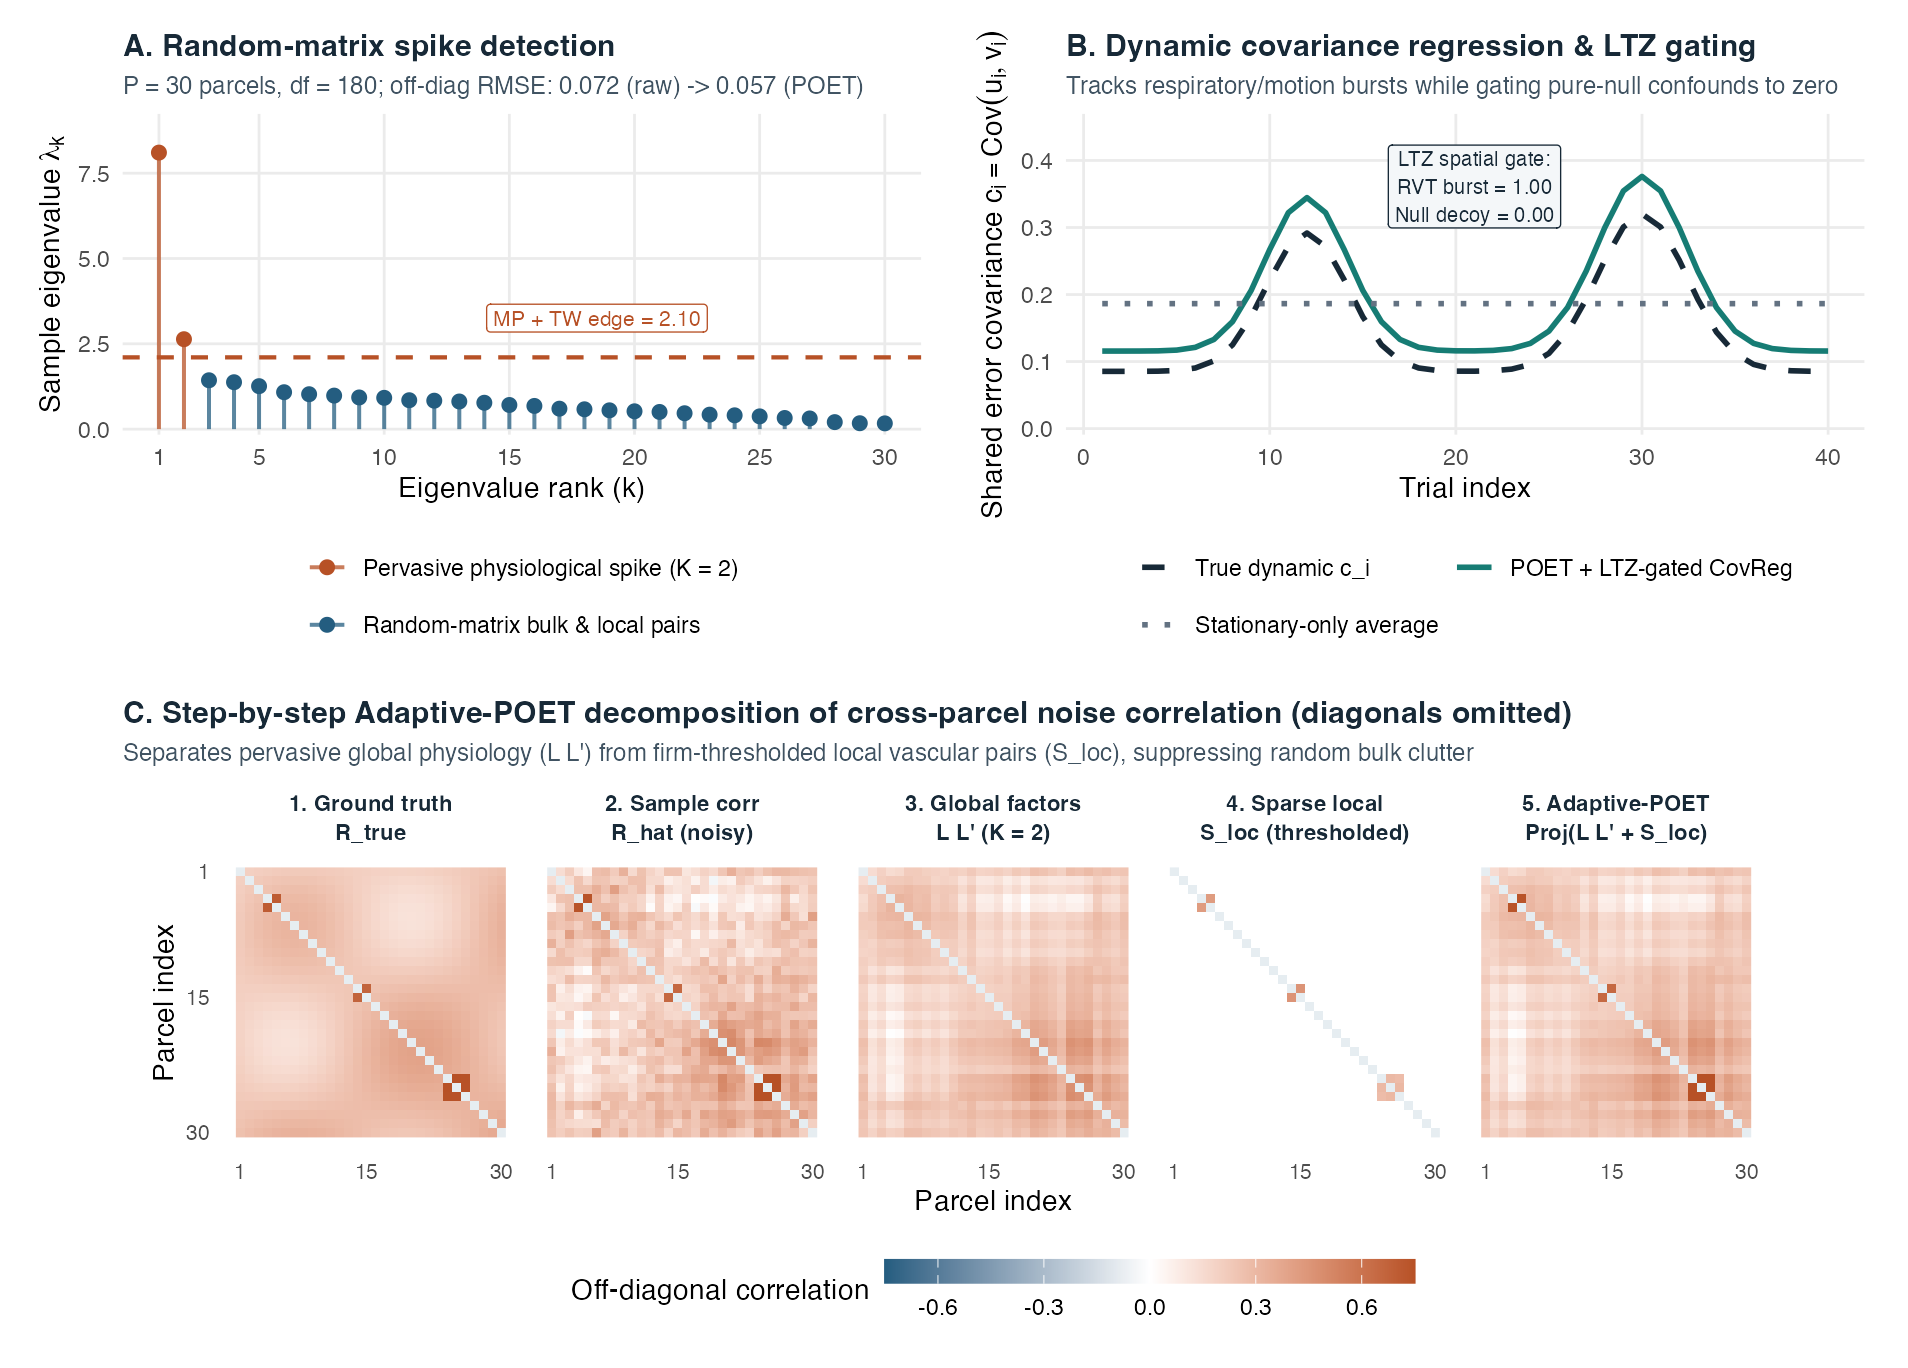 A. Random-matrix spike detection
P = 30 parcels, df = 180; off-diag RMSE: 0.072 (raw) -> 0.057 (POET)
Sample eigenvalue λk
7.5
5.0
2.5
0.0
MP + TW edge = 2.10
1 5 10 15 20 25 30
Eigenvalue rank (k)
Pervasive physiological spike (K = 2)
Random-matrix bulk & local pairs
B. Dynamic covariance regression & LTZ gating
Tracks respiratory/motion bursts while gating pure-null confounds to zero
Shared error covariance ci = Cov(ui, vi)
0.4
0.3
0.2
0.1
0.0
LTZ spatial gate:
RVT burst = 1.00
Null decoy = 0.00
0 10 20 30 40
Trial index
True dynamic c_i
POET + LTZ-gated CovReg
Stationary-only average
C. Step-by-step Adaptive-POET decomposition of cross-parcel noise correlation (diagonals omitted)
Separates pervasive global physiology (L L') from firm-thresholded local vascular pairs (S_loc), suppressing random bulk clutter
1. Ground truth
R_true
2. Sample corr
R_hat (noisy)
3. Global factors
L L' (K = 2)
4. Sparse local
S_loc (thresholded)
5. Adaptive-POET
Proj(L L' + S_loc)
Parcel index
1
15
30
1 15 30
1 15 30
1 15 30
1 15 30
1 15 30
Parcel index
Off-diagonal correlation
-0.6 -0.3 0.0 0.3 0.6